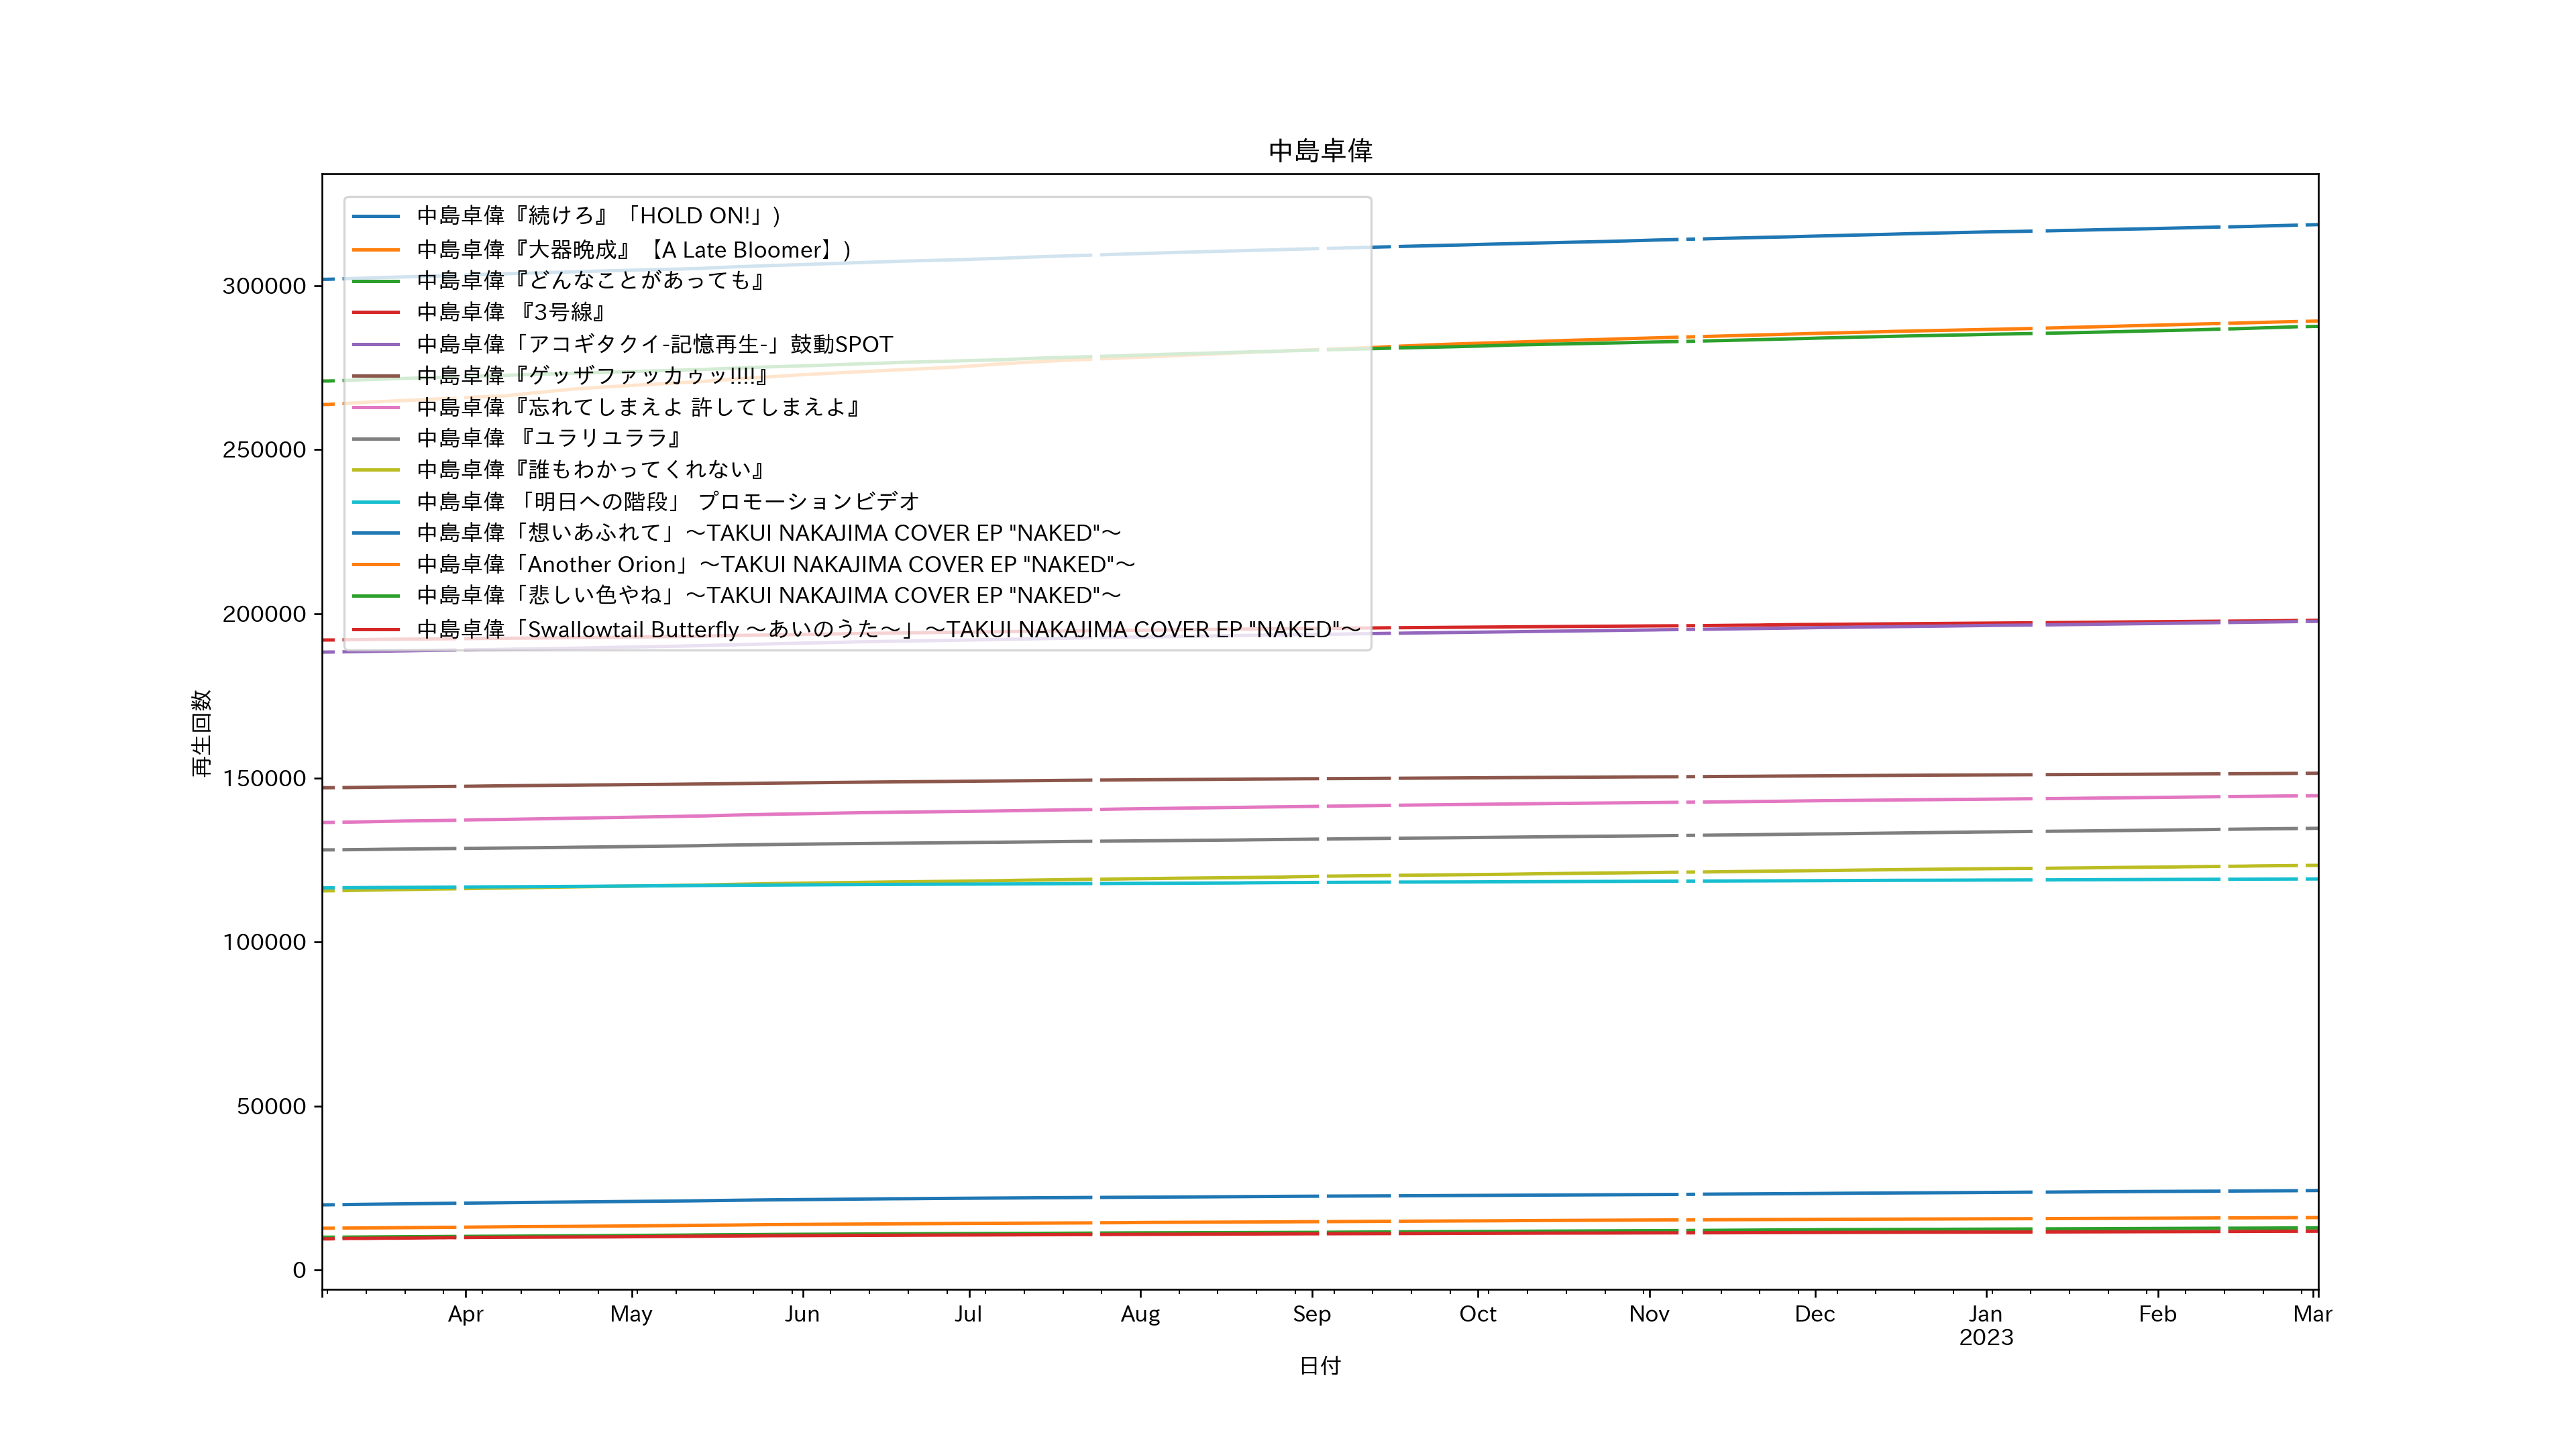 中島卓偉
中島卓偉『続けろ』「HOLD ON!」)
中島卓偉『大器晩成』【A Late Bloomer】)
中島卓偉『どんなことがあっても』
中島卓偉 『3号線』
中島卓偉「アコギタクイ-記憶再生-」鼓動SPOT
中島卓偉『ゲッザファッカゥッ!!!!』
中島卓偉『忘れてしまえよ 許してしまえよ』
中島卓偉 『ユラリユララ』
中島卓偉『誰もわかってくれない』
中島卓偉 「明日への階段」 プロモーションビデオ
中島卓偉「想いあふれて」～TAKUI NAKAJIMA COVER EP "NAKED"～
中島卓偉「Another Orion」～TAKUI NAKAJIMA COVER EP "NAKED"～
中島卓偉「悲しい色やね」～TAKUI NAKAJIMA COVER EP "NAKED"～
中島卓偉「Swallowtail Butterfly ～あいのうた～」～TAKUI NAKAJIMA COVER EP "NAKED"～
300000
250000
200000
150000
100000
50000
0
再生回数
Apr May Jun Jul Aug Sep Oct Nov Dec Jan Feb Mar
2023
日付